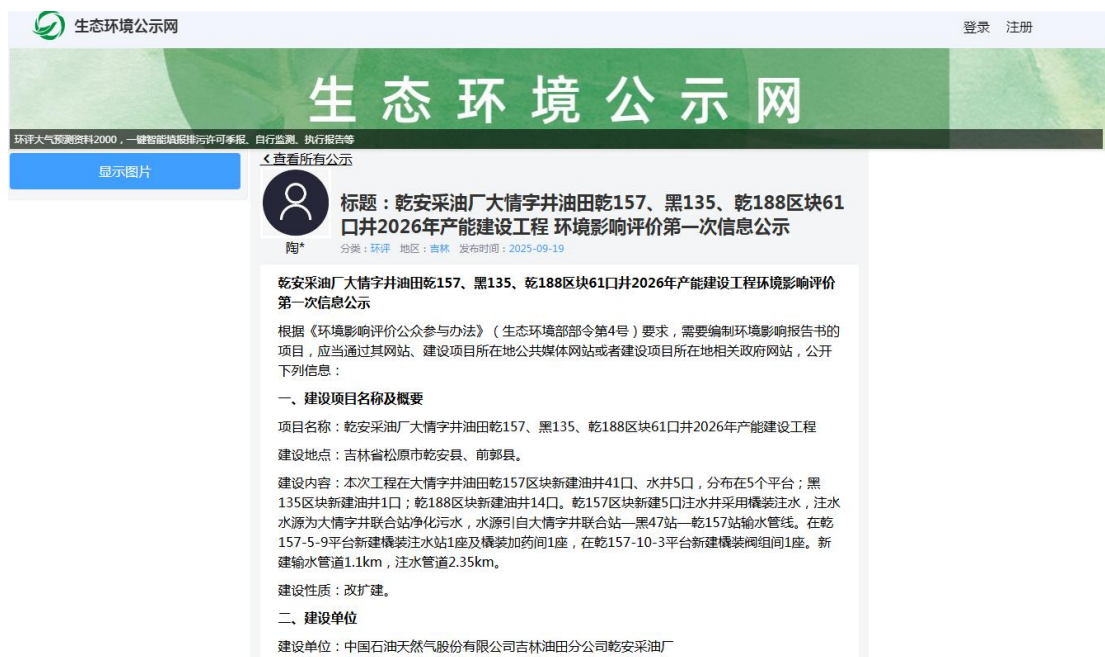 生态环境公示网
登录 注册
生态环境公示网
环评大气预测资料2000，一键智能填报排污许可季报、自行监测、执行报告等
显示图片
查看所有公示
标题：乾安采油厂大情字井油田乾157、黑135、乾188区块61
口井2026年产能建设工程 环境影响评价第一次信息公示
陶*
分类：环评 地区：吉林 发布时间：2025-09-19
乾安采油厂大情字井油田乾157、黑135、乾188区块61口井2026年产能建设工程环境影响评价
第一次信息公示
根据《环境影响评价公众参与办法》（生态环境部部令第4号）要求，需要编制环境影响报告书的
项目，应当通过其网站、建设项目所在地公共媒体网站或者建设项目所在地相关政府网站，公开
下列信息：
一、建设项目名称及概要
项目名称：乾安采油厂大情字井油田乾157、黑135、乾188区块61口井2026年产能建设工程
建设地点：吉林省松原市乾安县、前郭县。
建设内容：本次工程在大情字井油田乾157区块新建油井41口、水井5口，分布在5个平台；黑
135区块新建油井1口；乾188区块新建油井14口。乾157区块新建5口注水井采用橇装注水，注水
水源为大情字井联合站净化污水，水源引自大情字井联合站—黑47站—乾157站输水管线。在乾
157-5-9平台新建橇装注水站1座及橇装加药间1座，在乾157-10-3平台新建橇装阀组间1座。新
建输水管道1.1km，注水管道2.35km。
建设性质：改扩建。
二、建设单位
建设单位：中国石油天然气股份有限公司吉林油田分公司乾安采油厂